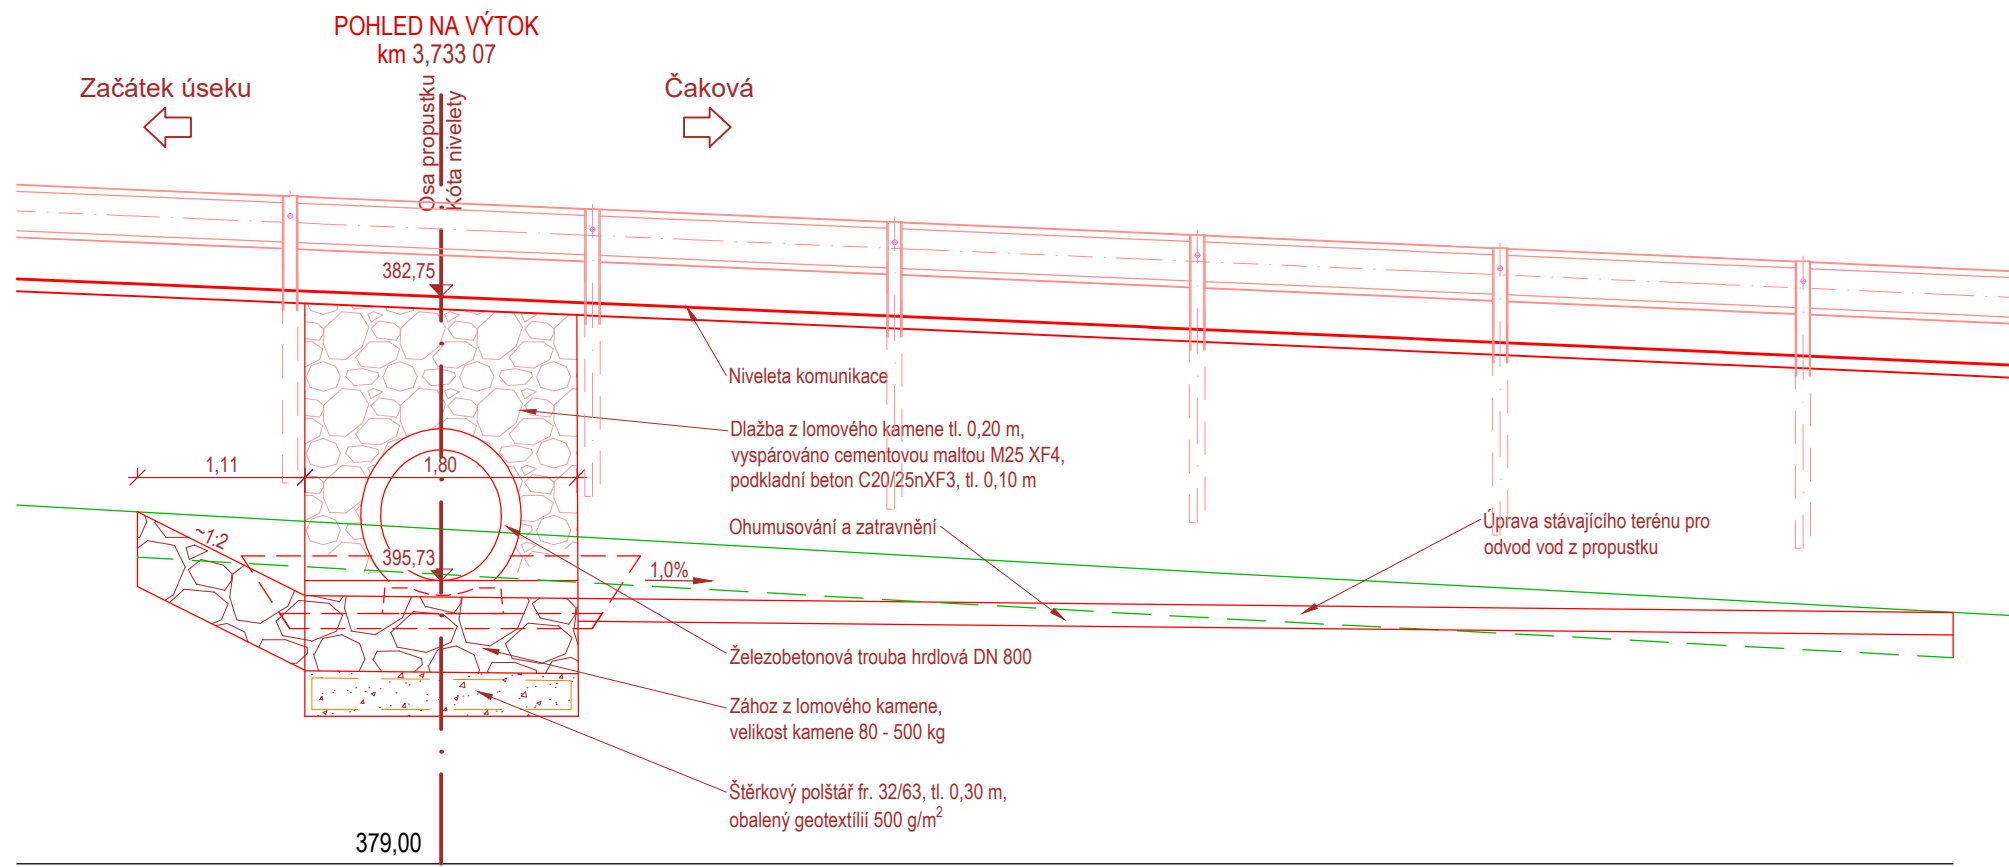 POHLED NA VÝTOK
km 3,733 07
Začátek úseku
Čaková
Osa propustku
Kóta nivelety
382,75
Niveleta komunikace
Dlažba z lomového kamene tl. 0,20 m,
vyspárováno cementovou maltou M25 XF4,
podkladní beton C20/25nXF3, tl. 0,10 m
1,11
1,80
Ohumusování a zatravnění
Úprava stávajícího terénu pro
odvod vod z propustku
~1:2
395,73
1,0%
Železobetonová trouba hrdlová DN 800
Zához z lomového kamene,
velikost kamene 80 - 500 kg
Štěrkový polštář fr. 32/63, tl. 0,30 m,
obalený geotextílií 500 g/m²
379,00